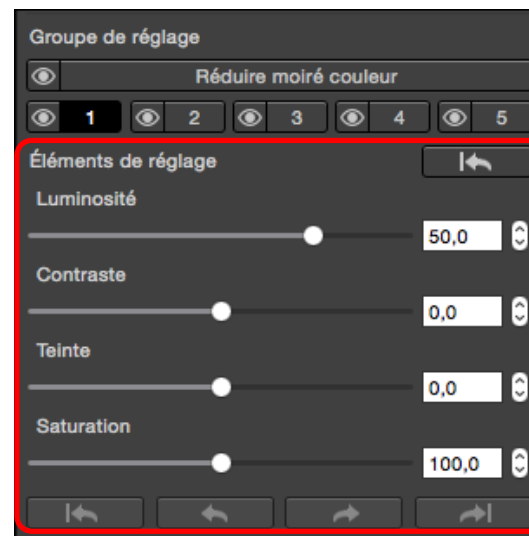 Groupe de réglage
Réduire moiré couleur
1 2 3 4 5
Éléments de réglage
Luminosité
50,0
Contraste
0,0
Teinte
0,0
Saturation
100,0